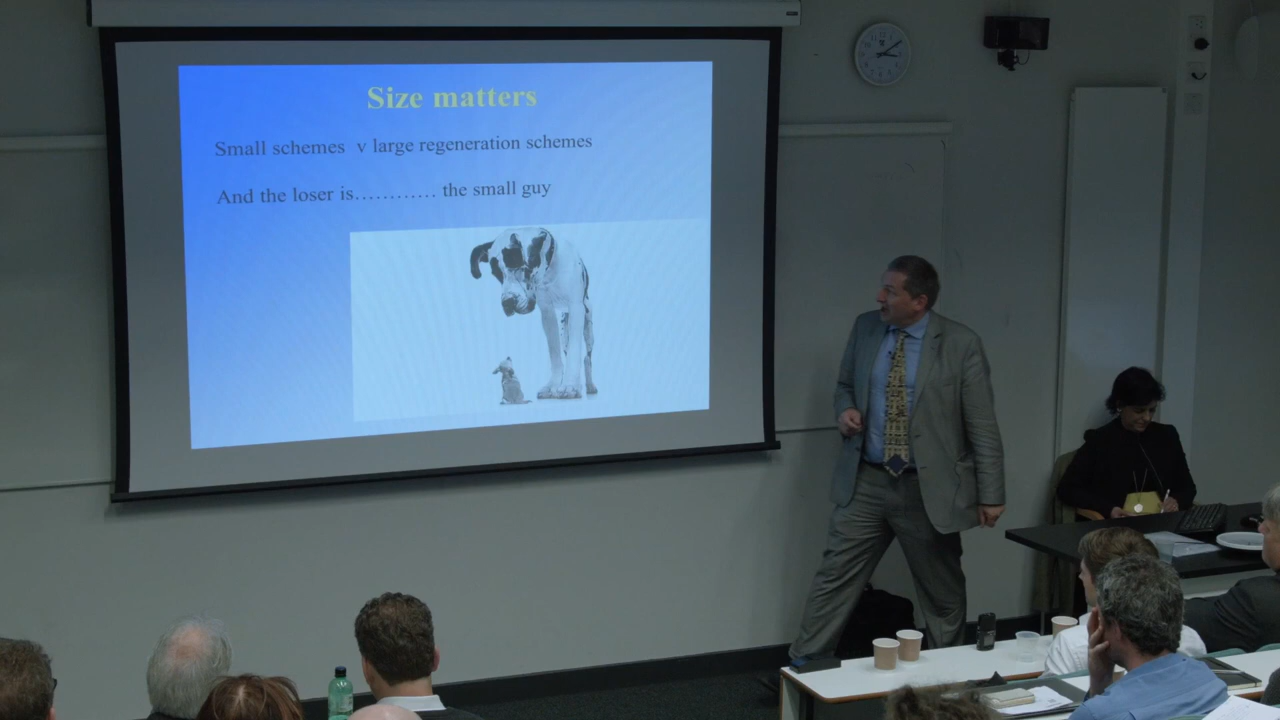 Size matters
Small schemes v large regeneration schemes
And the loser is………… the small guy